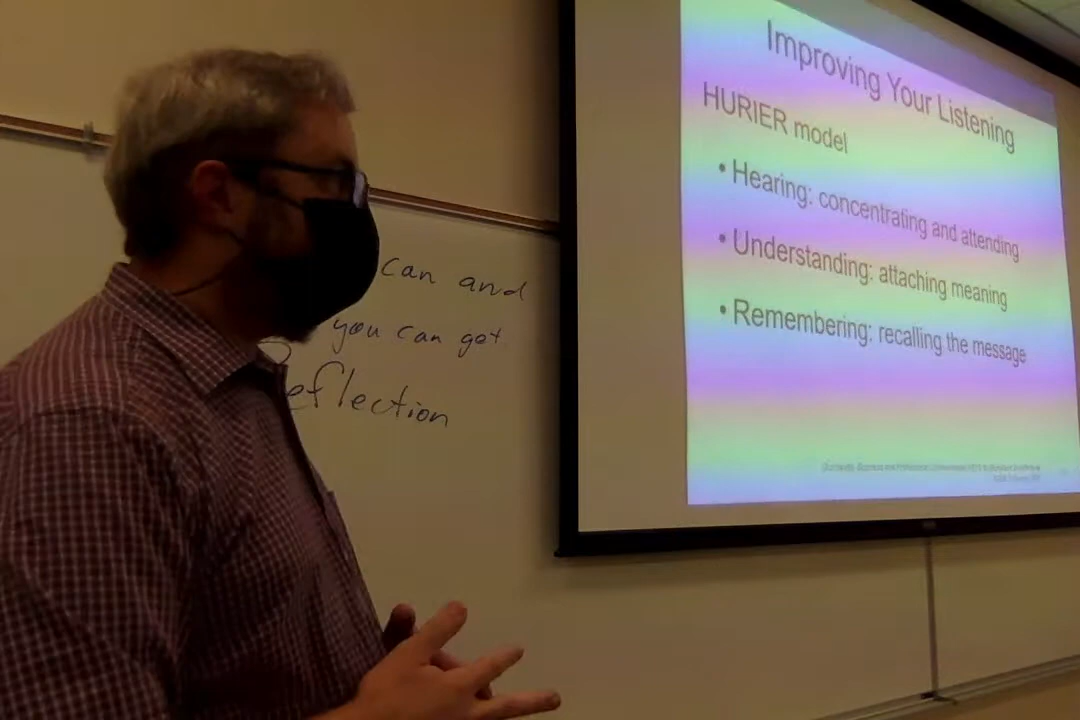 can and
you can get
Reflection
Improving Your Listening
HURIER model
• Hearing: concentrating and attending
• Understanding: attaching meaning
• Remembering: recalling the message